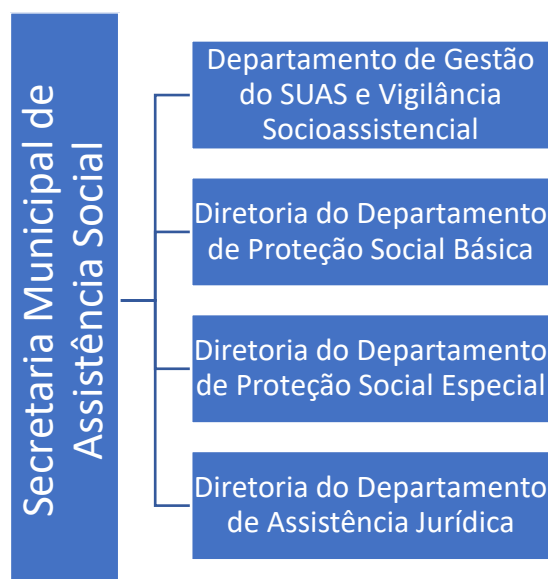 Secretaria Municipal de
Assistência Social
Departamento de Gestão
do SUAS e Vigilância
Socioassistencial
Diretoria do Departamento
de Proteção Social Básica
Diretoria do Departamento
de Proteção Social Especial
Diretoria do Departamento
de Assistência Jurídica